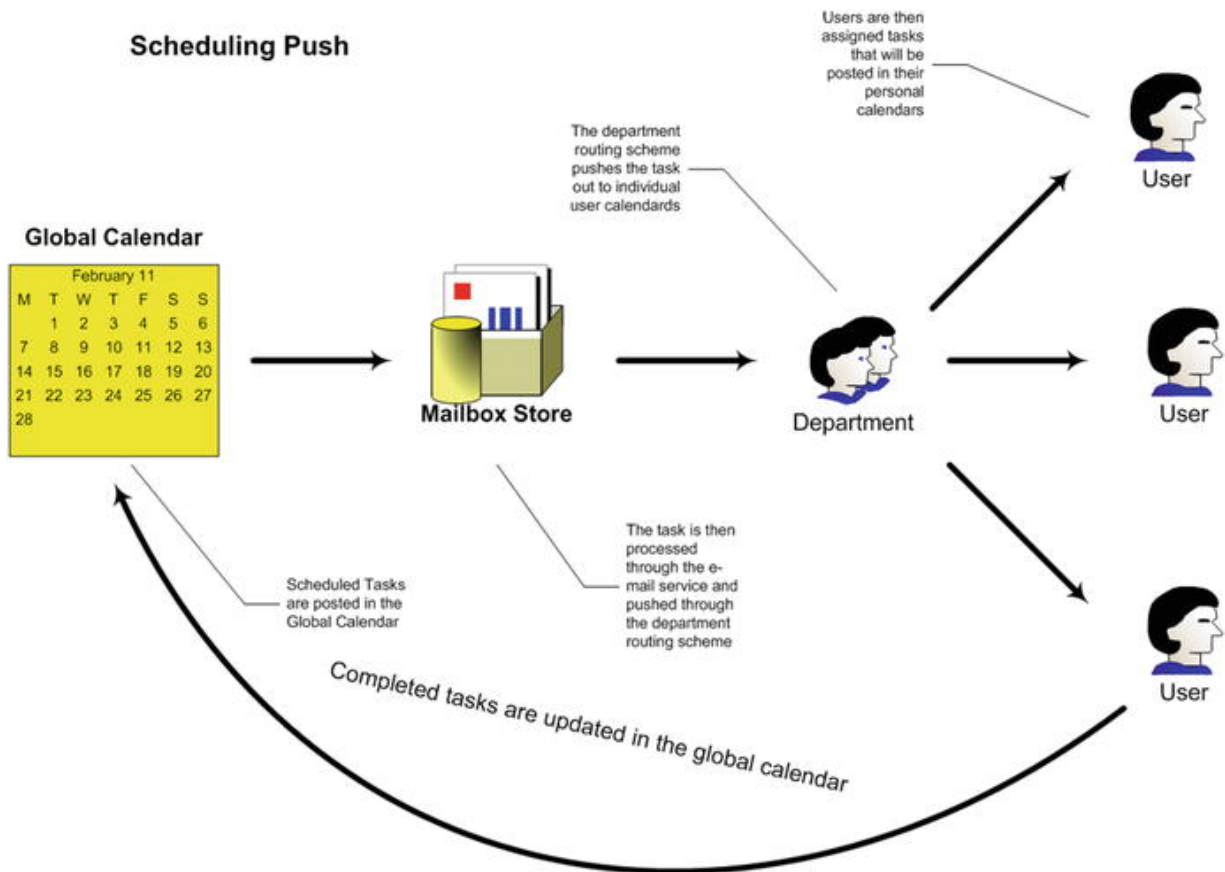 Scheduling Push
Users are then
assigned tasks
that will be
posted in their
personal
calendars
The department
routing scheme
pushes the task
out to individual
user calendards
User
Global Calendar
February 11
M T W T F S S
1 2 3 4 5 6
7 8 9 10 11 12 13
14 15 16 17 18 19 20
21 22 23 24 25 26 27
28
Mailbox Store
Department
User
Scheduled Tasks
are posted in the
Global Calendar
The task is then
processed
through the e-
mail service and
pushed through
the department
routing scheme
User
Completed tasks are updated in the global calendar